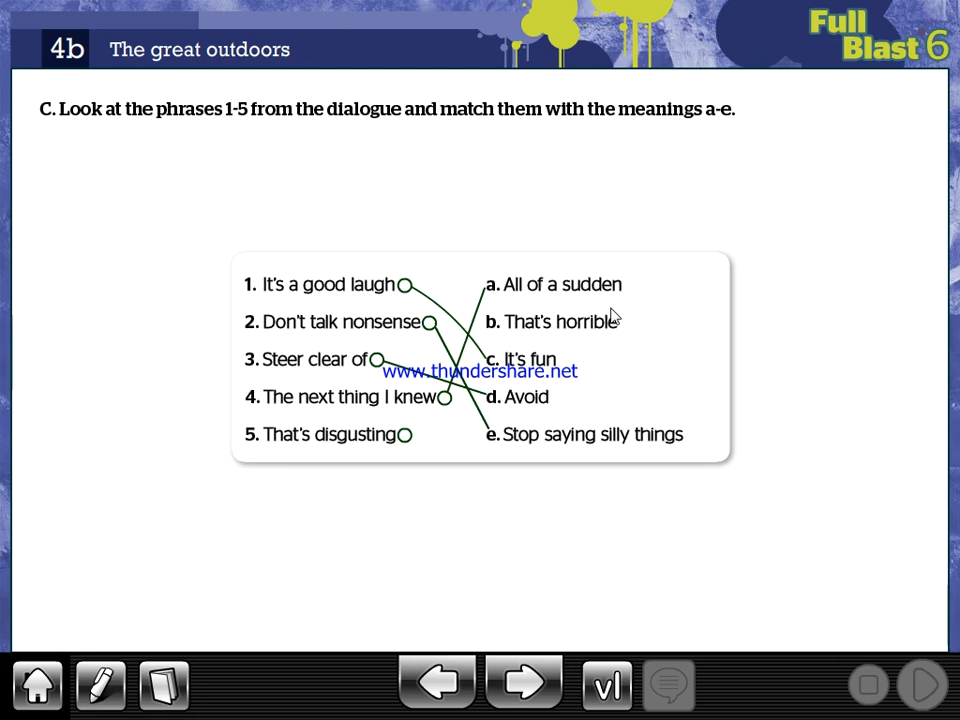 4b The great outdoors
Full Blast 6
C. Look at the phrases 1-5 from the dialogue and match them with the meanings a-e.
1. It's a good laugh
2. Don't talk nonsense
3. Steer clear of
4. The next thing I knew
5. That's disgusting
a. All of a sudden
b. That's horrible
c. It's fun
d. Avoid
e. Stop saying silly things
www.thundershare.net
vl